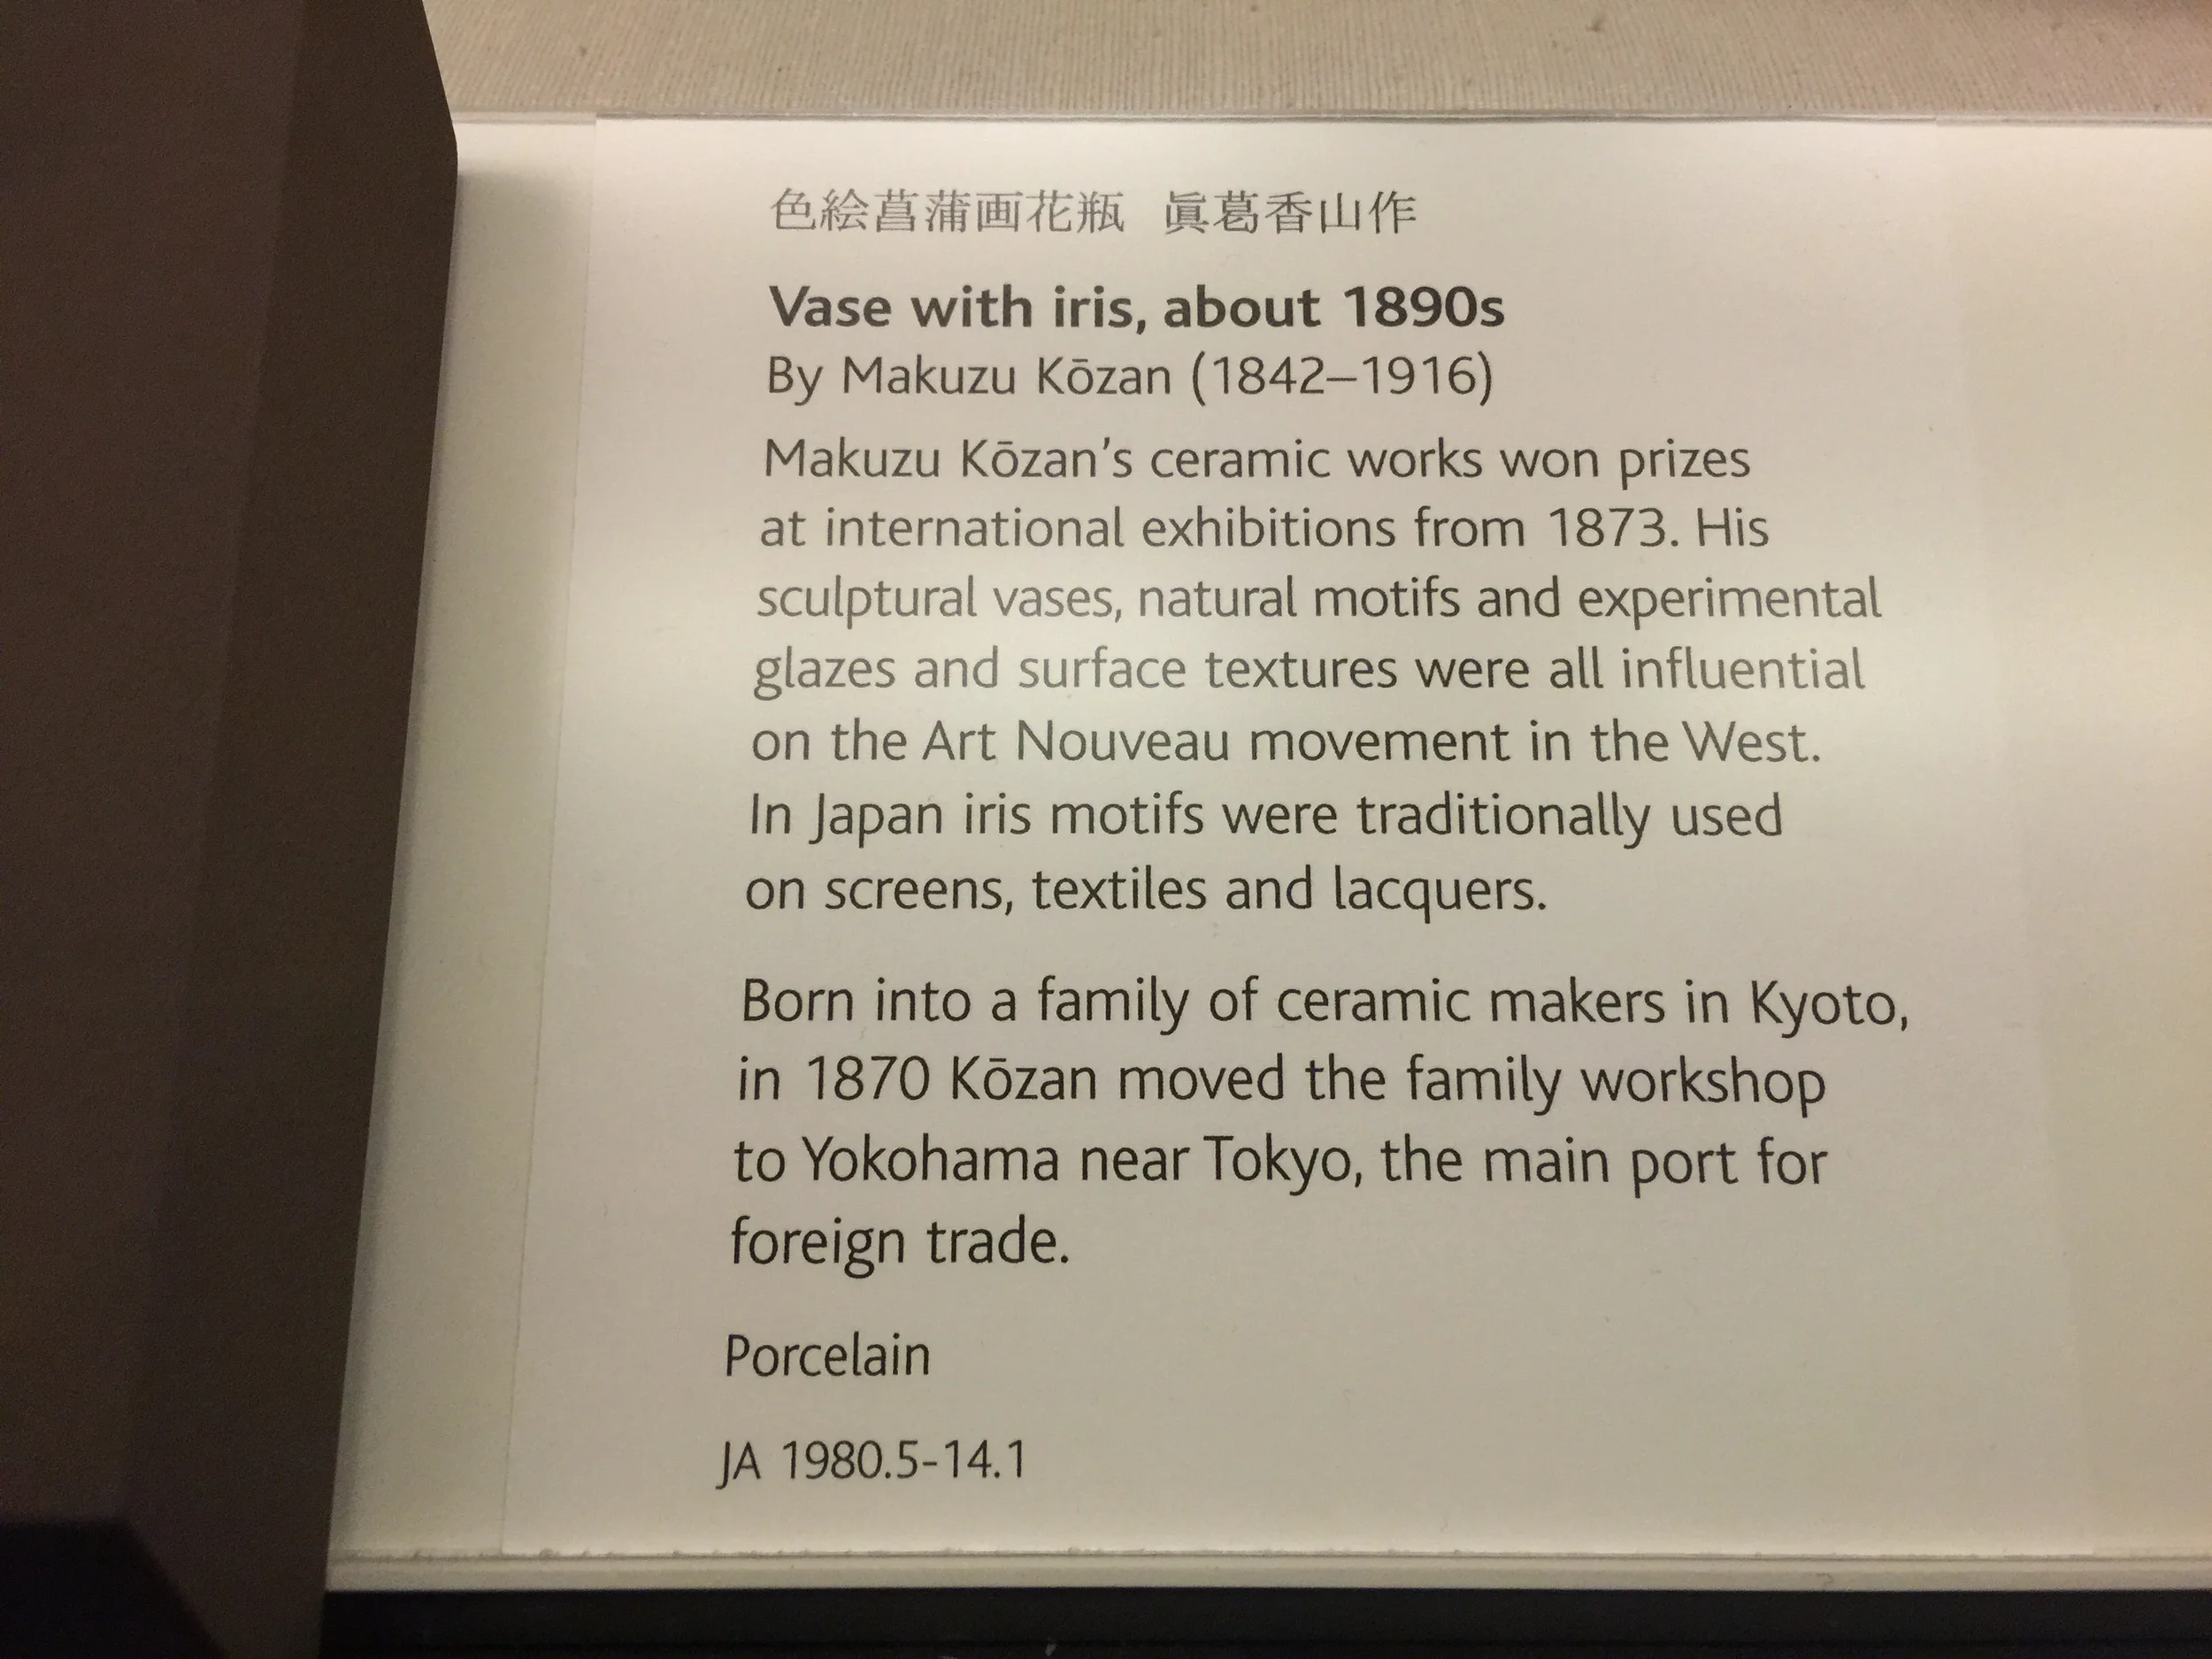 色絵菖蒲画花瓶 眞葛香山作
Vase with iris, about 1890s
By Makuzu Kōzan (1842–1916)
Makuzu Kōzan’s ceramic works won prizes
at international exhibitions from 1873. His
sculptural vases, natural motifs and experimental
glazes and surface textures were all influential
on the Art Nouveau movement in the West.
In Japan iris motifs were traditionally used
on screens, textiles and lacquers.
Born into a family of ceramic makers in Kyoto,
in 1870 Kōzan moved the family workshop
to Yokohama near Tokyo, the main port for
foreign trade.
Porcelain
JA 1980.5-14.1